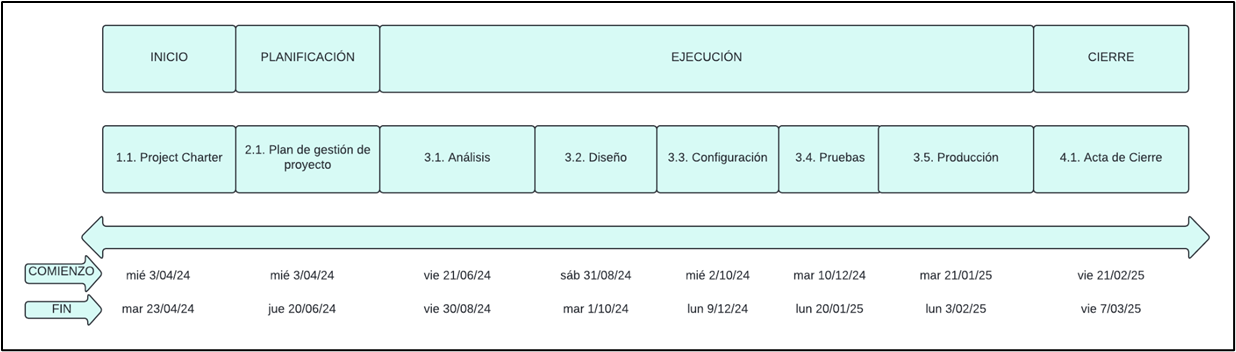 INICIO
PLANIFICACIÓN
EJECUCIÓN
CIERRE
1.1. Project Charter
2.1. Plan de gestión de
proyecto
3.1. Análisis
3.2. Diseño
3.3. Configuración
3.4. Pruebas
3.5. Producción
4.1. Acta de Cierre
COMIENZO
mié 3/04/24
mié 3/04/24
vie 21/06/24
sáb 31/08/24
mié 2/10/24
mar 10/12/24
mar 21/01/25
vie 21/02/25
FIN
mar 23/04/24
jue 20/06/24
vie 30/08/24
mar 1/10/24
lun 9/12/24
lun 20/01/25
lun 3/02/25
vie 7/03/25